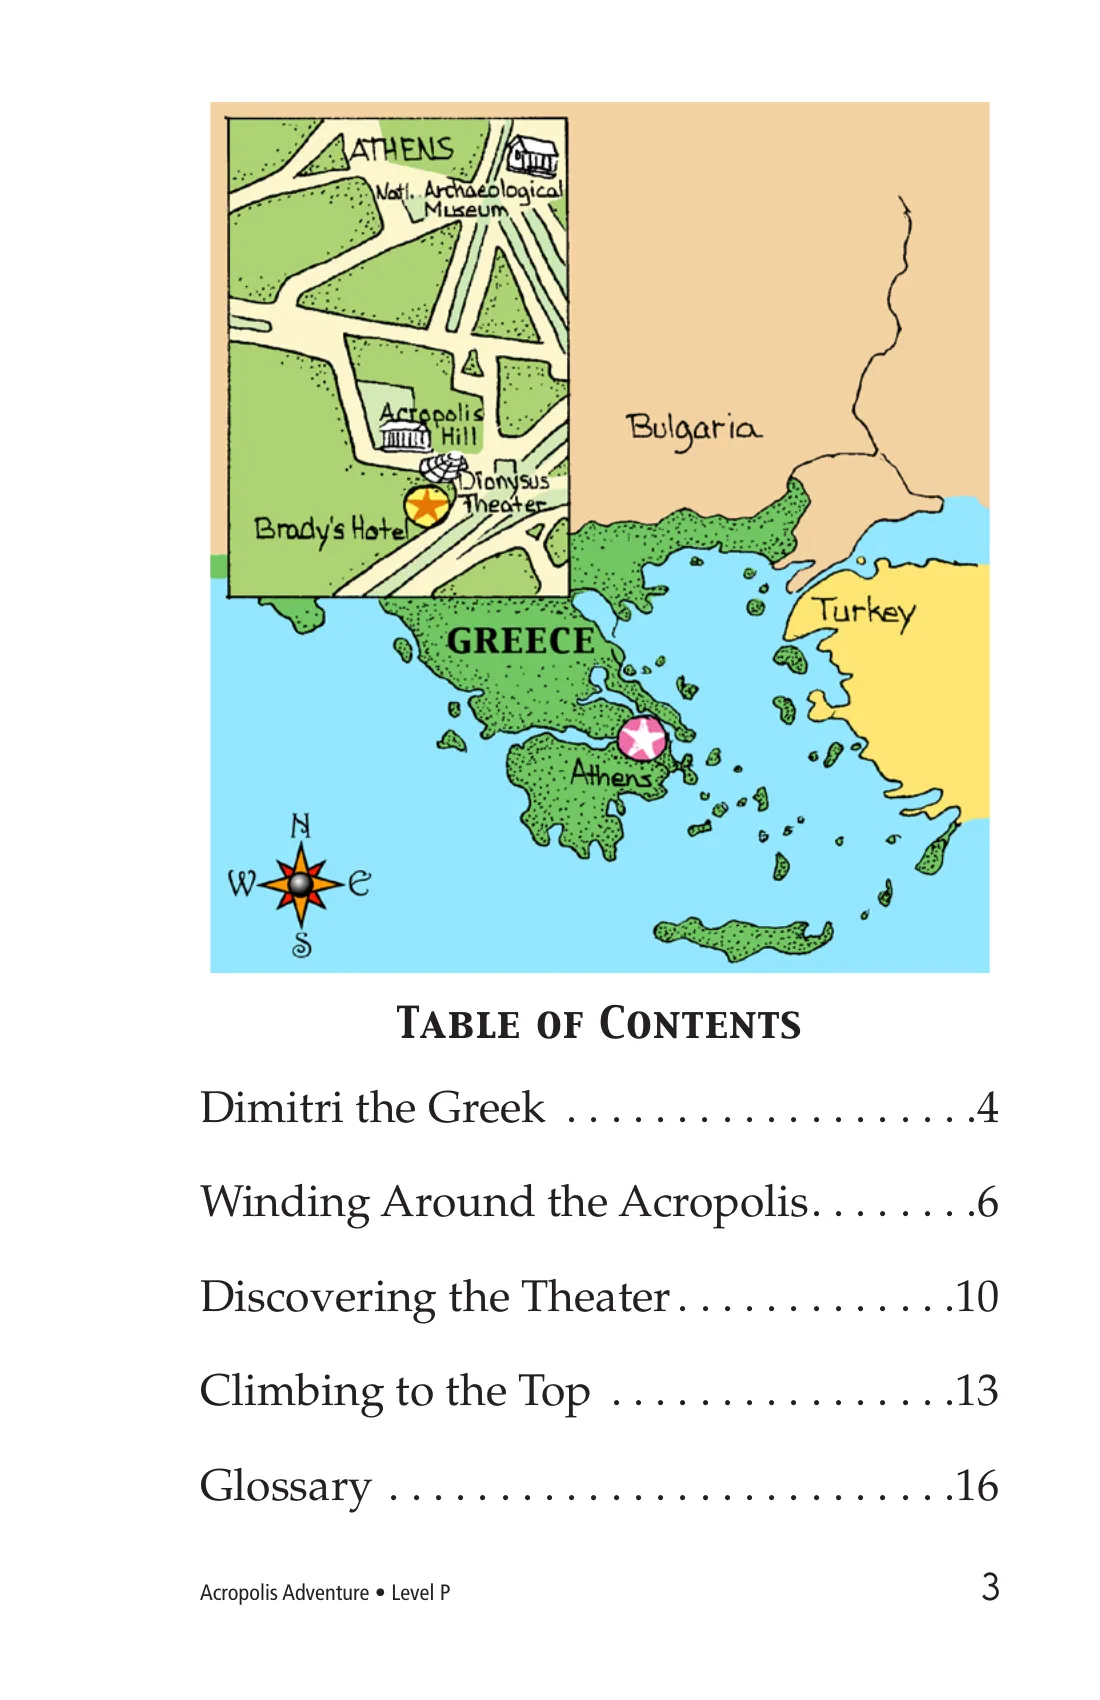 ATHENS
Natl. Archaeological
Museum
Acropolis
Hill
Dionysus
Theater
Brady's Hotel
Bulgaria
Turkey
GREECE
Athens
N
W E
S
TABLE OF CONTENTS
Dimitri the Greek . . . . . . . . . . . . . . . . . . .4
Winding Around the Acropolis. . . . . . . .6
Discovering the Theater . . . . . . . . . . . . .10
Climbing to the Top . . . . . . . . . . . . . . . .13
Glossary . . . . . . . . . . . . . . . . . . . . . . . . . .16
Acropolis Adventure • Level P 3